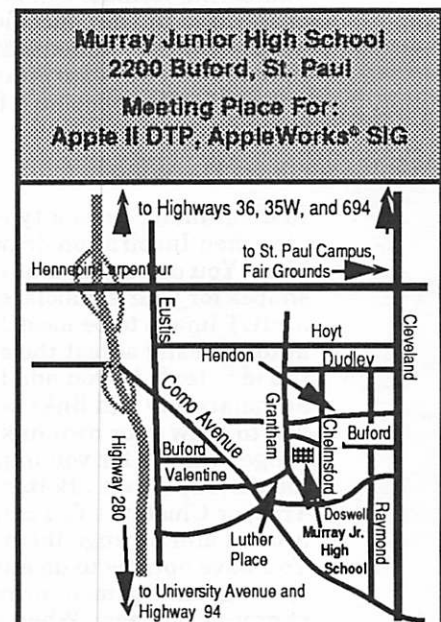 Murray Junior High School
2200 Buford, St. Paul
Meeting Place For:
Apple II DTP, AppleWorks® SIG
to Highways 36, 35W, and 694
to St. Paul Campus,
Fair Grounds
Hennepin
Larpenteur
Eustis
Cleveland
Hoyt
Hendon
Dudley
Como Avenue
Grantham
Chelmsford
Buford
Buford
Valentine
Highway 280
Doswell
Raymond
Luther
Place
Murray Jr.
High
School
to University Avenue and
Highway 94